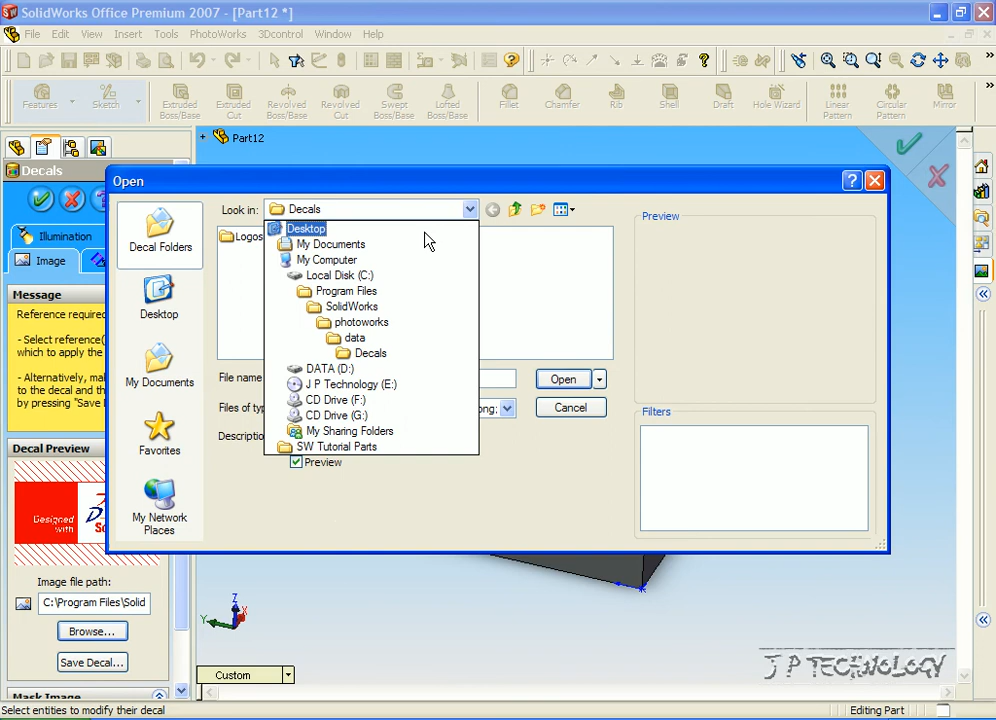 SolidWorks Office Premium 2007 - [Part12 *]
File Edit View Insert Tools PhotoWorks 3Dcontrol Window Help
Features Sketch Extruded Boss/Base Extruded Cut Revolved Boss/Base Revolved Cut Swept Boss/Base Lofted Boss/Base Fillet Chamfer Rib Shell Draft Hole Wizard Linear Pattern Circular Pattern Mirror
Part12
Decals
Illumination
Image
Message
Reference required
- Select reference(
which to apply the
- Alternatively, mak
to the decal and th
by pressing "Save
Decal Preview
Designed with
Image file path:
C:\Program Files\Solid
Browse...
Save Decal...
Mask Image
Open
Look in: Decals
Decal Folders
Desktop
My Documents
Favorites
My Network Places
Logos
Desktop
My Documents
My Computer
Local Disk (C:)
Program Files
SolidWorks
photoworks
data
Decals
DATA (D:)
J P Technology (E:)
CD Drive (F:)
CD Drive (G:)
My Sharing Folders
SW Tutorial Parts
File name
Files of typ
ong;
Descriptio
Preview
Open
Cancel
Preview
Filters
Z
X
Y
Custom
J P TECHNOLOGY
Select entities to modify their decal
Editing Part